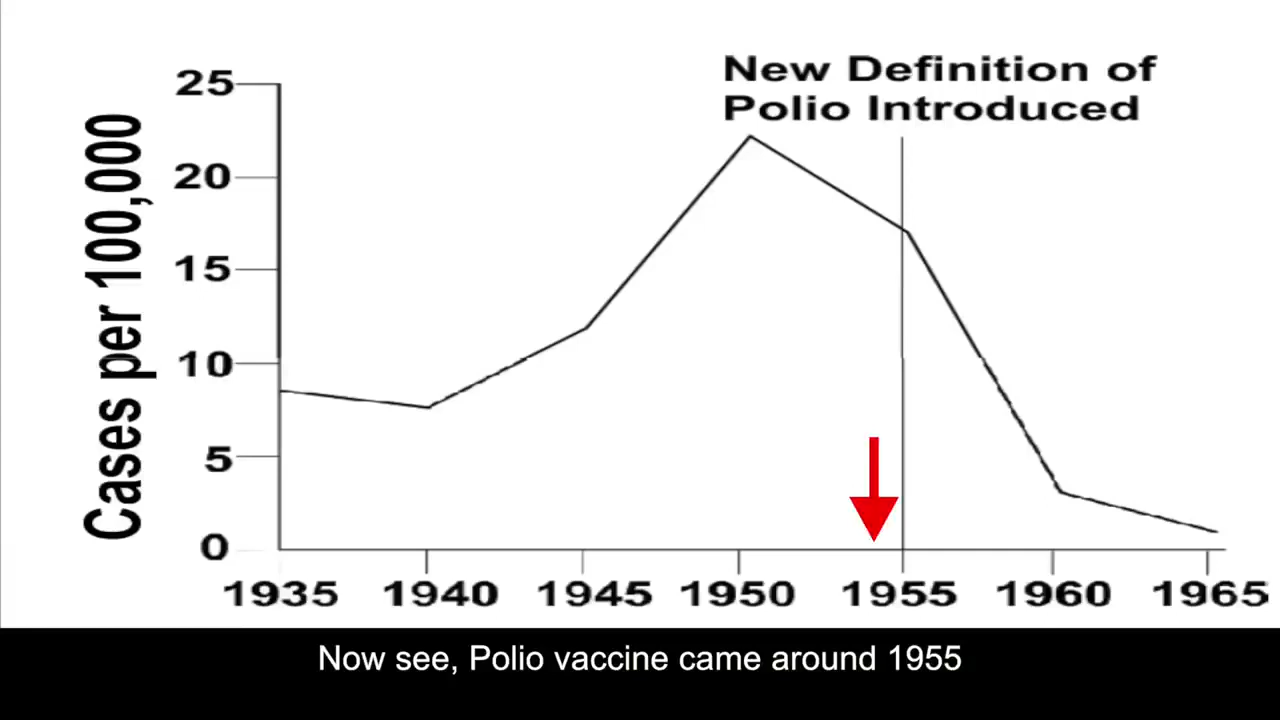 New Definition of
Polio Introduced
Cases per 100,000
25
20
15
10
5
0
1935 1940 1945 1950 1955 1960 1965
Now see, Polio vaccine came around 1955